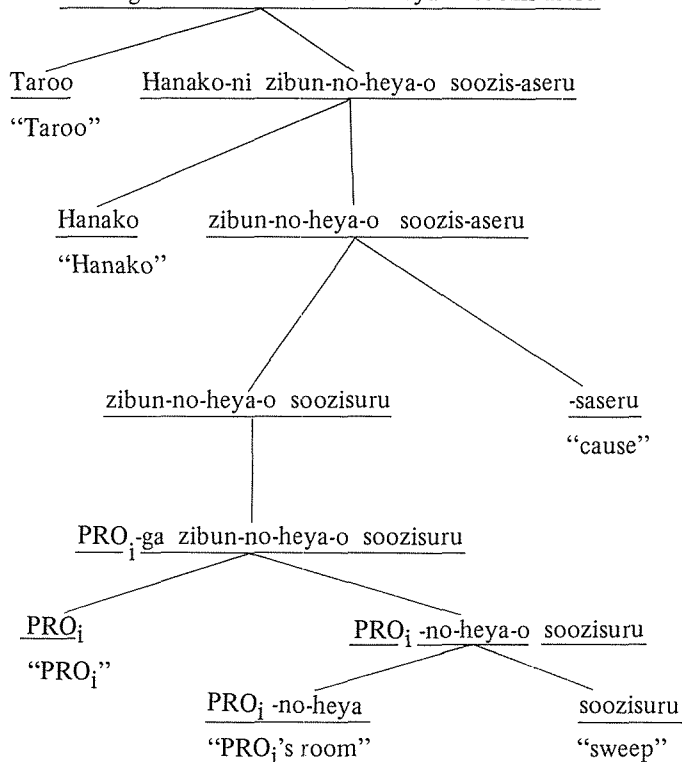 Taroo Hanako-ni zibun-no-heya-o soozis-aseru
“Taroo”
Hanako zibun-no-heya-o soozis-aseru
“Hanako”
zibun-no-heya-o soozisuru -saseru
“cause”
PROi-ga zibun-no-heya-o soozisuru
PROi PROi -no-heya-o soozisuru
“PROi”
PROi -no-heya soozisuru
“PROi's room” “sweep”